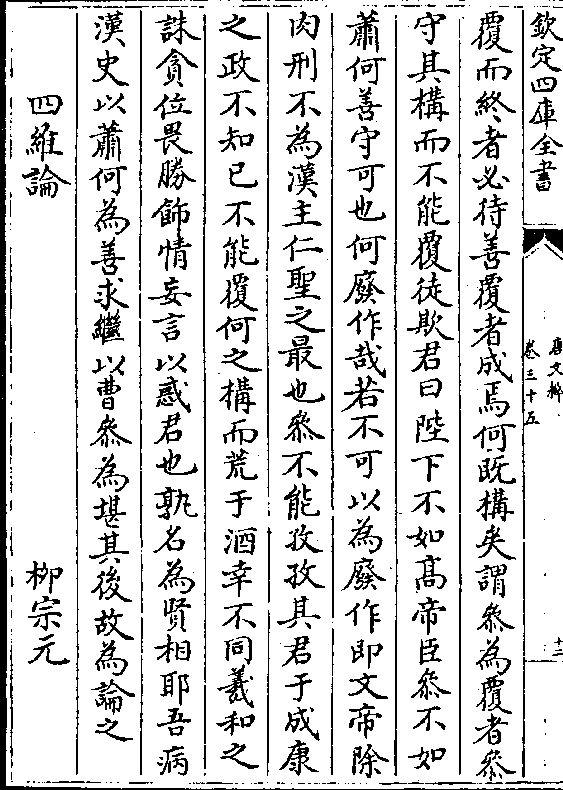 欽定四庫全書
唐文粹
卷三十五
十二
覆而終者必待善覆者成焉何既構矣謂叅為覆者叅
守其構而不能覆徒欺君曰陛下不如髙帝臣叅不如
蕭何善守可也何廢作哉若不可以為廢作即文帝除
肉刑不為漢主仁聖之最也叅不能孜孜其君于成康
之政不知已不能覆何之構而荒于酒幸不同羲和之
誅貪位畏勝飾情妄言以惑君也孰名為賢相耶吾病
漢史以蕭何為善求繼以曹叅為堪其後故為論之
四維論 柳宗元